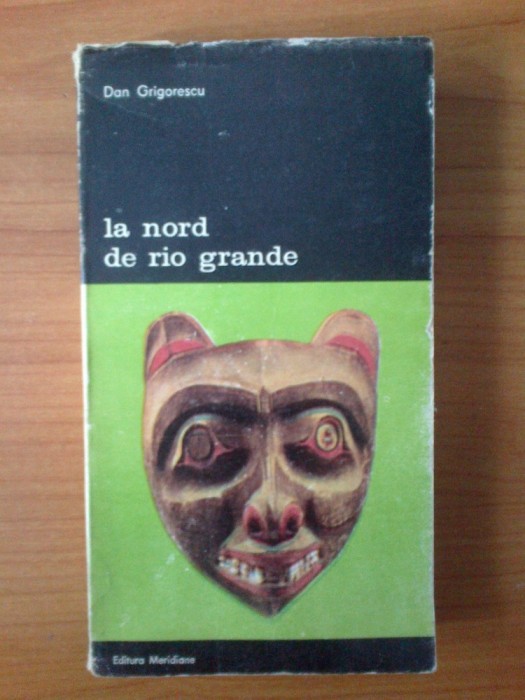 Dan Grigorescu
la nord
de rio grande
Editura Meridiane